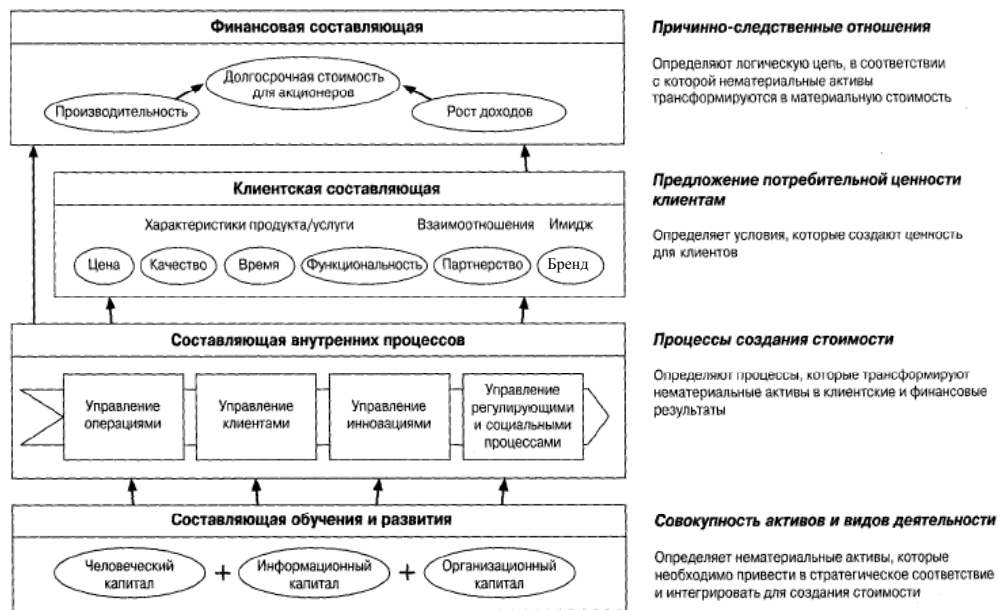 Финансовая составляющая
Долгосрочная стоимость
для акционеров
Производительность
Рост доходов
Причинно-следственные отношения
Определяют логическую цепь, в соответствии
с которой нематериальные активы
трансформируются в материальную стоимость
Клиентская составляющая
Характеристики продукта/услуги
Взаимоотношения
Имидж
Цена
Качество
Время
Функциональность
Партнерство
Бренд
Предложение потребительной ценности
клиентам
Определяет условия, которые создают ценность
для клиентов
Составляющая внутренних процессов
Управление
операциями
Управление
клиентами
Управление
инновациями
Управление
регулирующими
и социальными
процессами
Процессы создания стоимости
Определяют процессы, которые трансформируют
нематериальные активы в клиентские и финансовые
результаты
Составляющая обучения и развития
Человеческий
капитал
+
Информационный
капитал
+
Организационный
капитал
Совокупность активов и видов деятельности
Определяет нематериальные активы, которые
необходимо привести в стратегическое соответствие
и интегрировать для создания стоимости